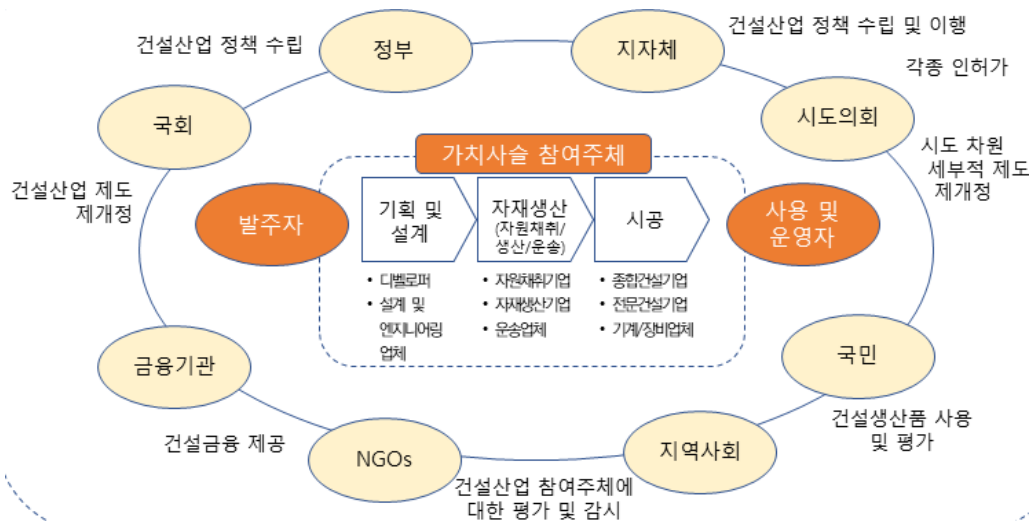 건설산업 정책 수립
정부
지자체
건설산업 정책 수립 및 이행
각종 인허가
국회
시도의회
가치사슬 참여주체
시도 차원
세부적 제도
제개정
건설산업 제도
제개정
발주자
기획 및
설계
자재생산
(자원채취/
생산/운송)
시공
사용 및
운영자
• 디벨로퍼
• 설계 및
엔지니어링
업체
• 자원채취기업
• 자재생산기업
• 운송업체
• 종합건설기업
• 전문건설기업
• 기계/장비업체
금융기관
국민
건설금융 제공
NGOs
지역사회
건설생산품 사용
및 평가
건설산업 참여주체에
대한 평가 및 감시